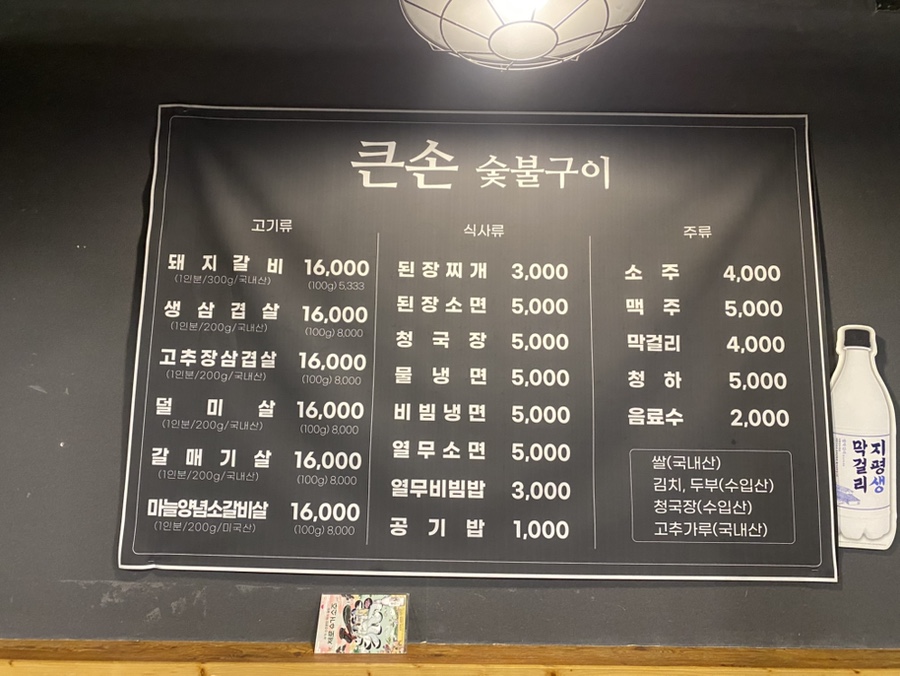 큰손 숯불구이
고기류
돼지갈비 16,000
(1인분/300g/국내산) (100g) 5,333
생삼겹살 16,000
(1인분/200g/국내산) (100g) 8,000
고추장삼겹살 16,000
(1인분/200g/국내산) (100g) 8,000
덜미살 16,000
(1인분/200g/국내산) (100g) 8,000
갈매기살 16,000
(1인분/200g/국내산) (100g) 8,000
마늘양념소갈비살 16,000
(1인분/200g/미국산) (100g) 8,000
식사류
된장찌개 3,000
된장소면 5,000
청국장 5,000
물냉면 5,000
비빔냉면 5,000
열무소면 5,000
열무비빔밥 3,000
공기밥 1,000
주류
소주 4,000
맥주 5,000
막걸리 4,000
청하 5,000
음료수 2,000
쌀(국내산)
김치, 두부(수입산)
청국장(수입산)
고추가루(국내산)
지평생
막걸리